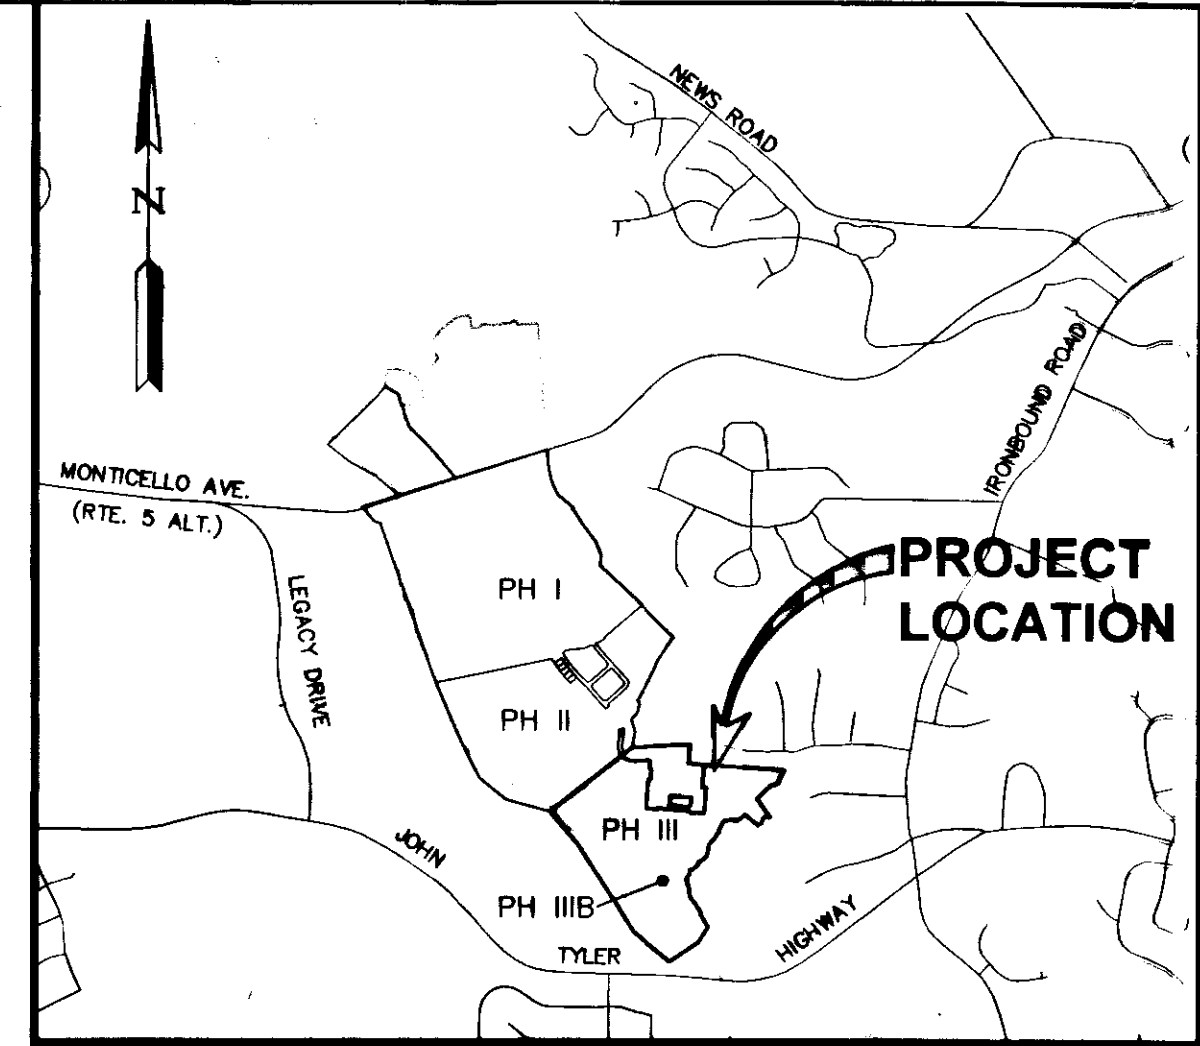 NEWS ROAD
N
IRONBOUND ROAD
MONTICELLO AVE.
(RTE. 5 ALT.)
PROJECT
LOCATION
LEGACY DRIVE
PH I
PH II
PH III
JOHN
PH IIIB
TYLER
HIGHWAY